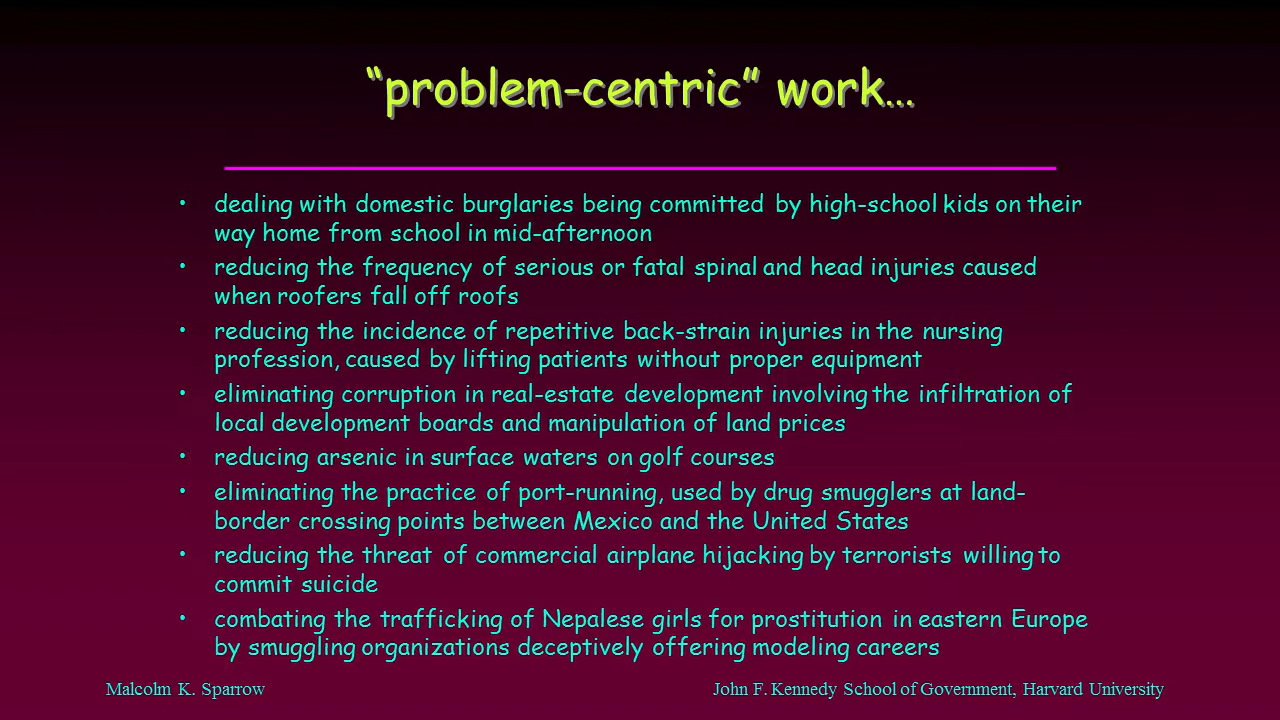 “problem-centric” work…
• dealing with domestic burglaries being committed by high-school kids on their
way home from school in mid-afternoon
• reducing the frequency of serious or fatal spinal and head injuries caused
when roofers fall off roofs
• reducing the incidence of repetitive back-strain injuries in the nursing
profession, caused by lifting patients without proper equipment
• eliminating corruption in real-estate development involving the infiltration of
local development boards and manipulation of land prices
• reducing arsenic in surface waters on golf courses
• eliminating the practice of port-running, used by drug smugglers at land-
border crossing points between Mexico and the United States
• reducing the threat of commercial airplane hijacking by terrorists willing to
commit suicide
• combating the trafficking of Nepalese girls for prostitution in eastern Europe
by smuggling organizations deceptively offering modeling careers
Malcolm K. Sparrow
John F. Kennedy School of Government, Harvard University